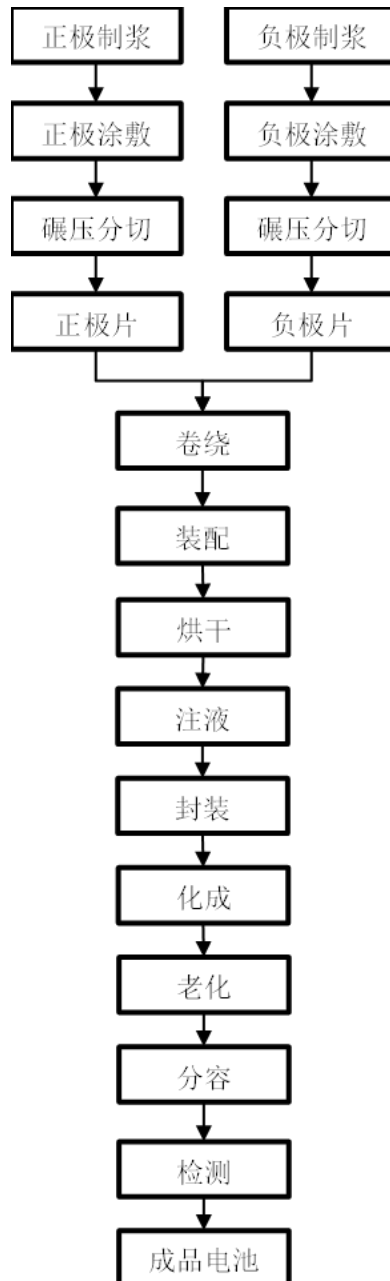 正极制浆
负极制浆
正极涂敷
负极涂敷
碾压分切
碾压分切
正极片
负极片
卷绕
装配
烘干
注液
封装
化成
老化
分容
检测
成品电池